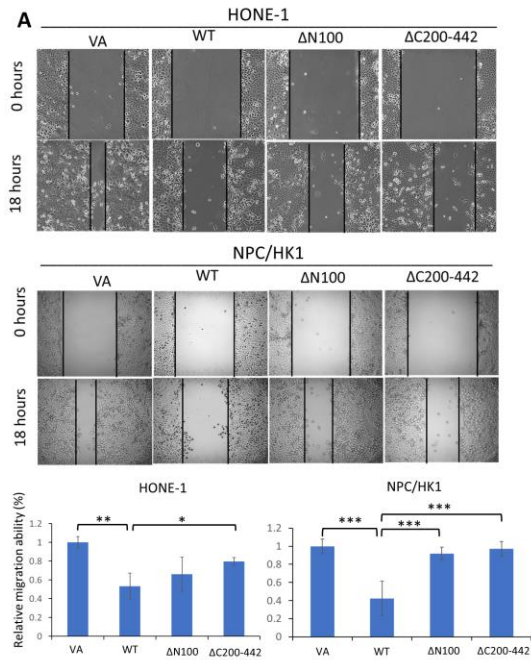 A
HONE-1
VA WT ΔN100 ΔC200-442
0 hours
18 hours
NPC/HK1
VA WT ΔN100 ΔC200-442
0 hours
18 hours
HONE-1
Relative migration ability (%)
1.2
1
0.8
0.6
0.4
0.2
0
** *
VA WT ΔN100 ΔC200-442
NPC/HK1
1.2
1
0.8
0.6
0.4
0.2
0
***
*** ***
VA WT ΔN100 ΔC200-442